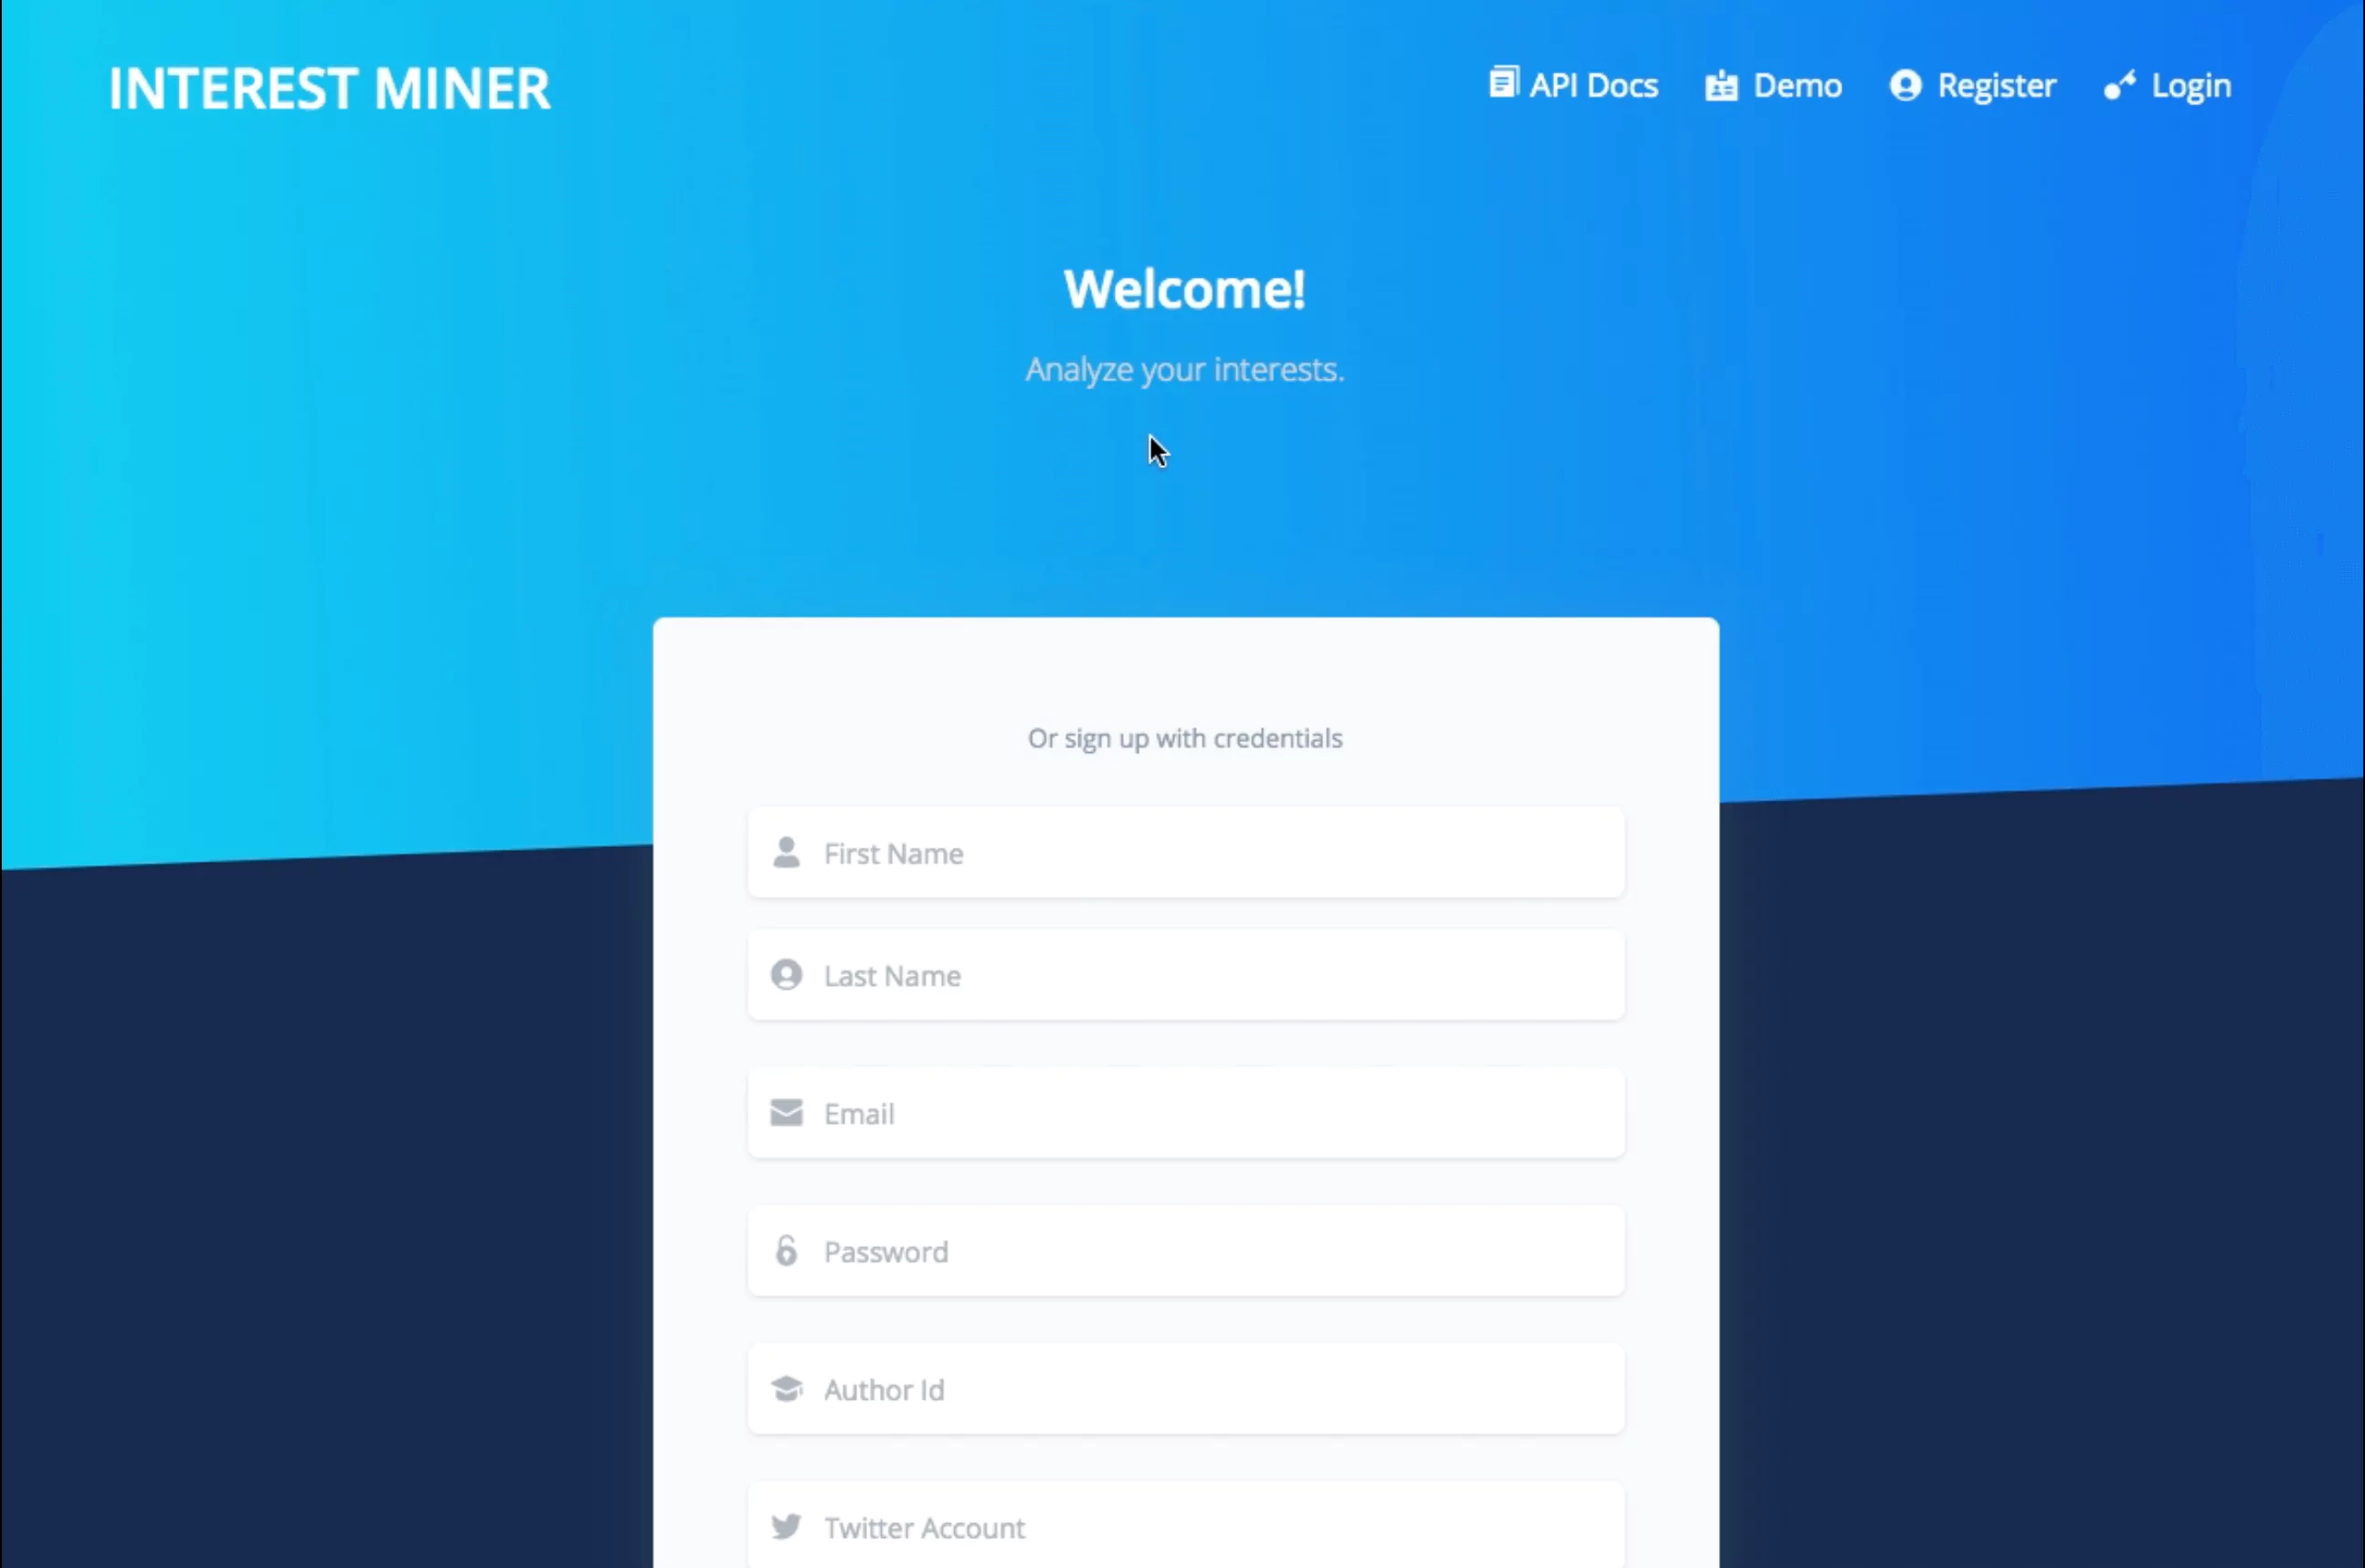 INTEREST MINER
API Docs Demo Register Login
Welcome!
Analyze your interests.
Or sign up with credentials
First Name
Last Name
Email
Password
Author Id
Twitter Account